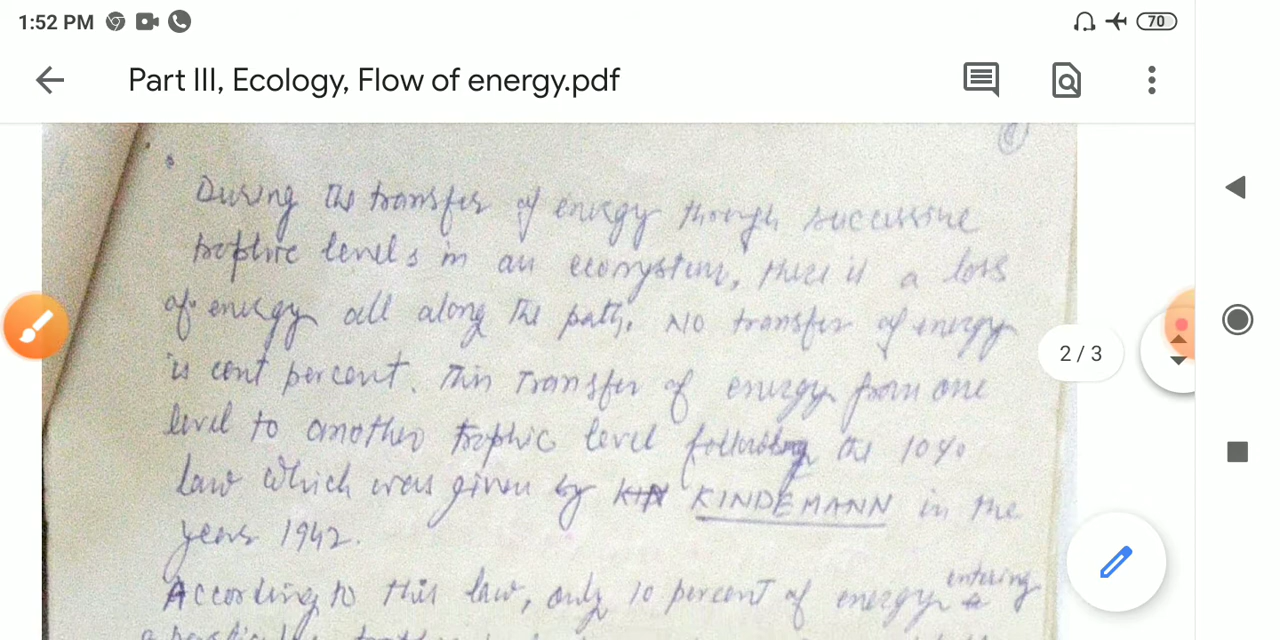 1:52 PM
70
Part III, Ecology, Flow of energy.pdf
During the transfer of energy through successive
trophic levels in an ecosystem, there is a loss
of energy all along the path. No transfer of energy
is cent percent. This Transfer of energy from one
2 / 3
level to another trophic level following the 10%
law which was given by KIN KINDEMANN in the
years 1942.
According to this law, only 10 percent of energy entering
a particular